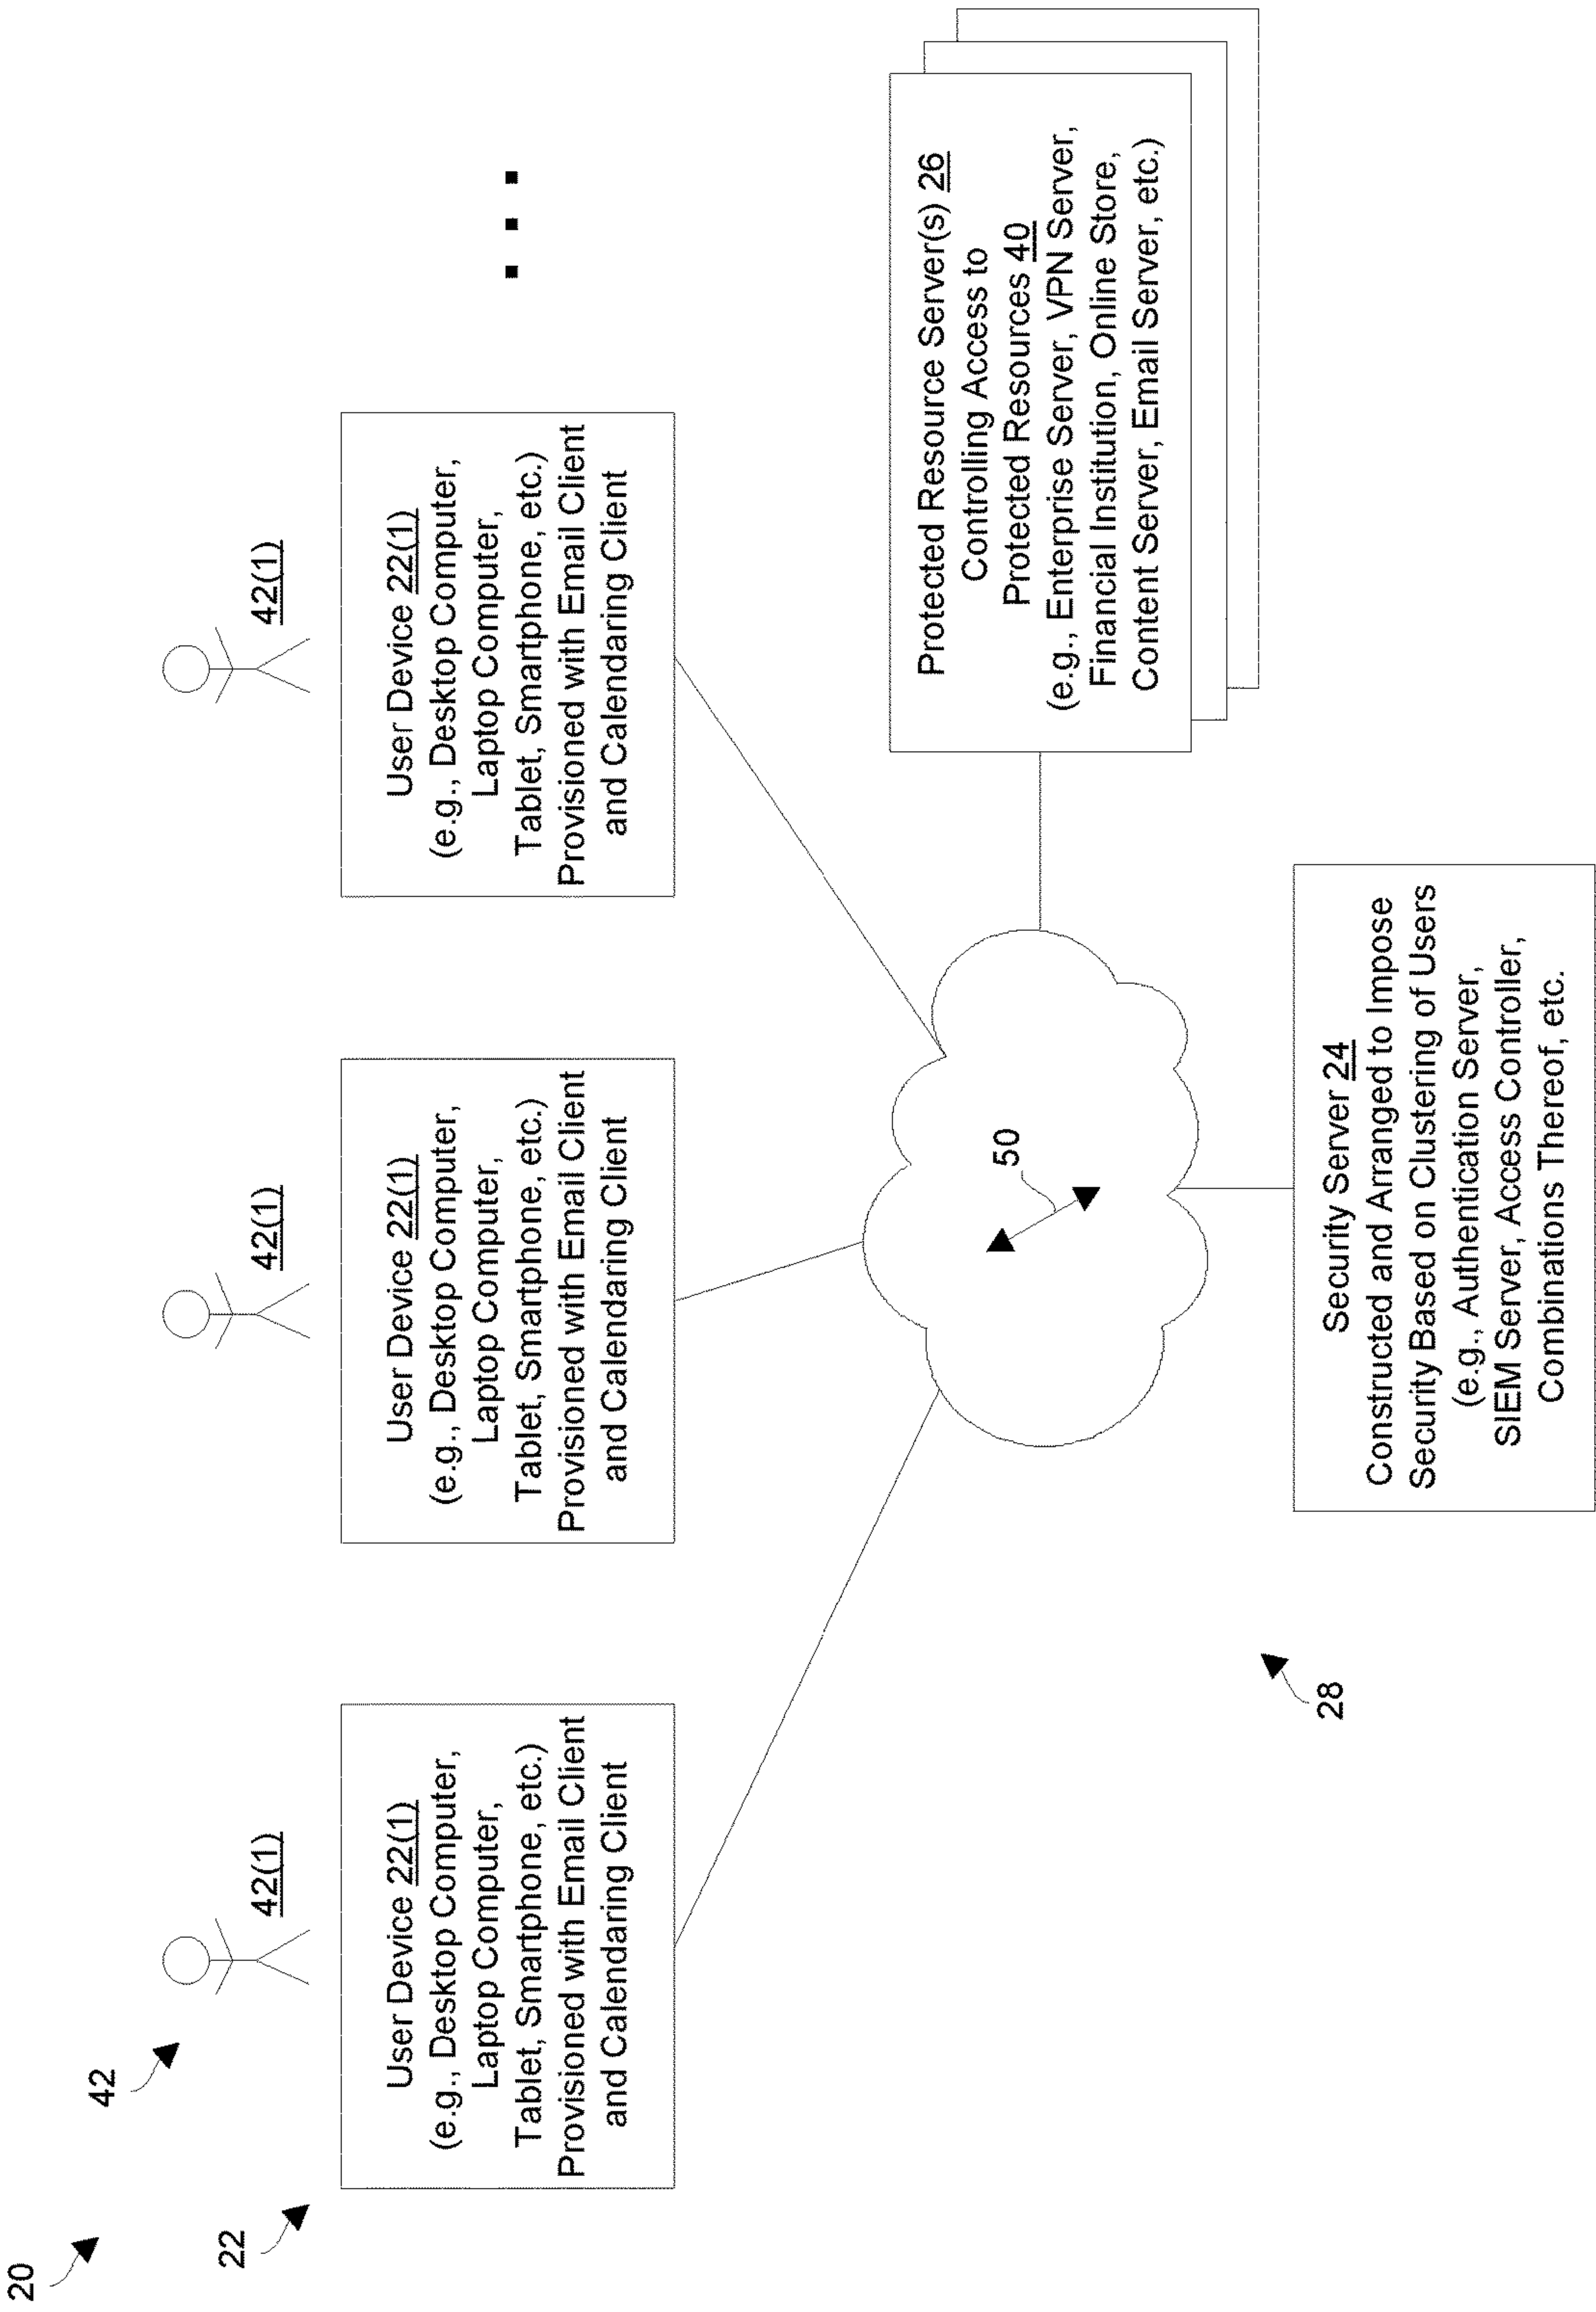 20
42
22
42(1)
User Device 22(1)
(e.g., Desktop Computer,
Laptop Computer,
Tablet, Smartphone, etc.)
Provisioned with Email Client
and Calendaring Client
42(1)
User Device 22(1)
(e.g., Desktop Computer,
Laptop Computer,
Tablet, Smartphone, etc.)
Provisioned with Email Client
and Calendaring Client
42(1)
User Device 22(1)
(e.g., Desktop Computer,
Laptop Computer,
Tablet, Smartphone, etc.)
Provisioned with Email Client
and Calendaring Client
50
28
Protected Resource Server(s) 26
Controlling Access to
Protected Resources 40
(e.g., Enterprise Server, VPN Server,
Financial Institution, Online Store,
Content Server, Email Server, etc.)
Security Server 24
Constructed and Arranged to Impose
Security Based on Clustering of Users
(e.g., Authentication Server,
SIEM Server, Access Controller,
Combinations Thereof, etc.